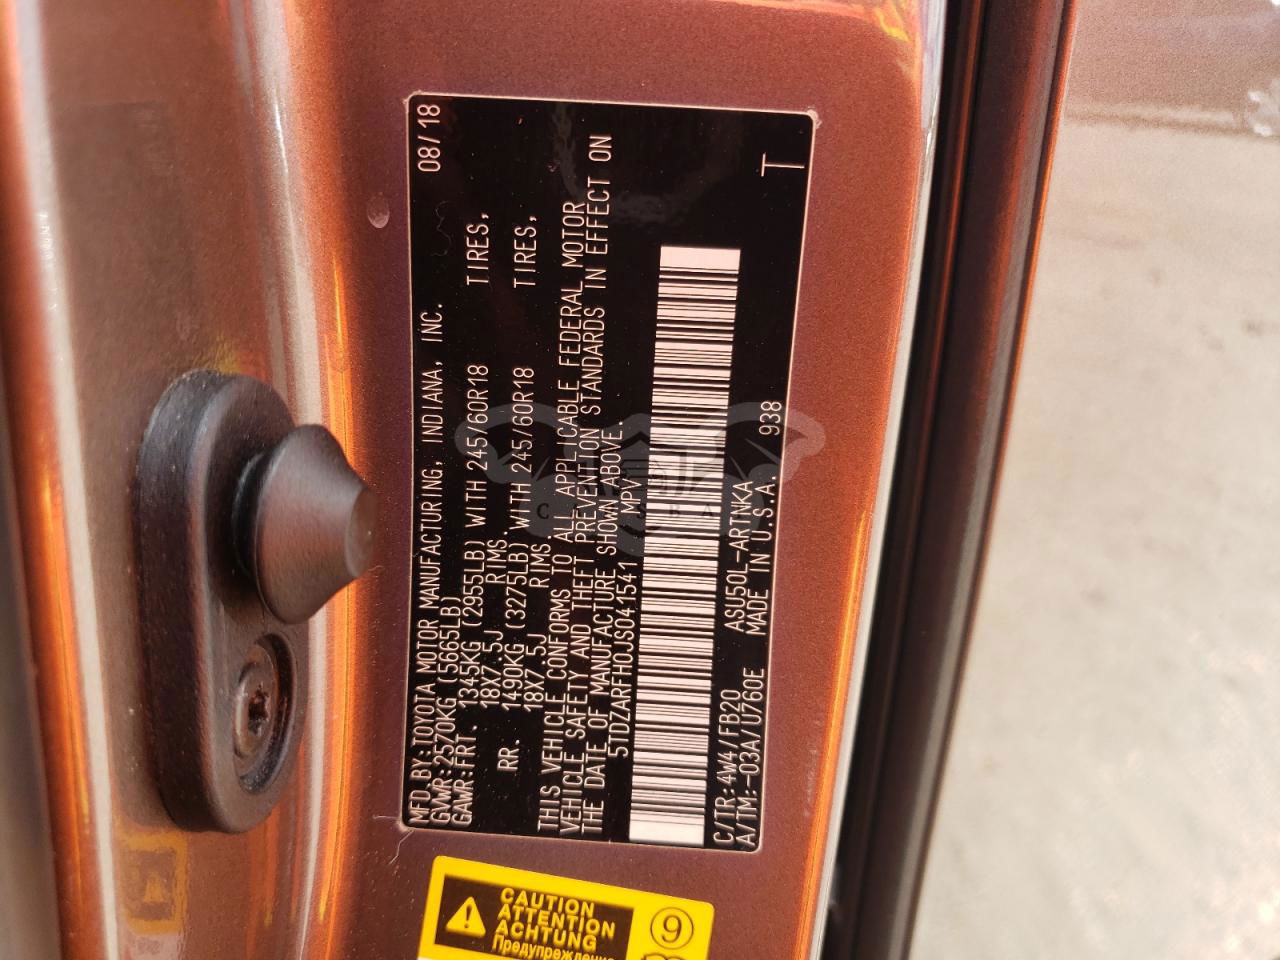 MFD.BY:TOYOTA MOTOR MANUFACTURING, INDIANA, INC. 08/18
GVWR:2570KG (5665LB)
GAWR:FRT. 1345KG (2955LB) WITH 245/60R18 TIRES,
18X7.5J RIMS,
RR. 1490KG (3275LB) WITH 245/60R18 TIRES,
18X7.5J RIMS,
THIS VEHICLE CONFORMS TO ALL APPLICABLE FEDERAL MOTOR
VEHICLE SAFETY AND THEFT PREVENTION STANDARDS IN EFFECT ON
THE DATE OF MANUFACTURE SHOWN ABOVE.
5TDZARFH0JS041541 MPV
C/TR:4W4/FB20 ASU50L-ARTNKA 938 T
A/TM:-03A/U760E MADE IN U.S.A.
CAUTION
ATTENTION
ACHTUNG
Предупреждение
9